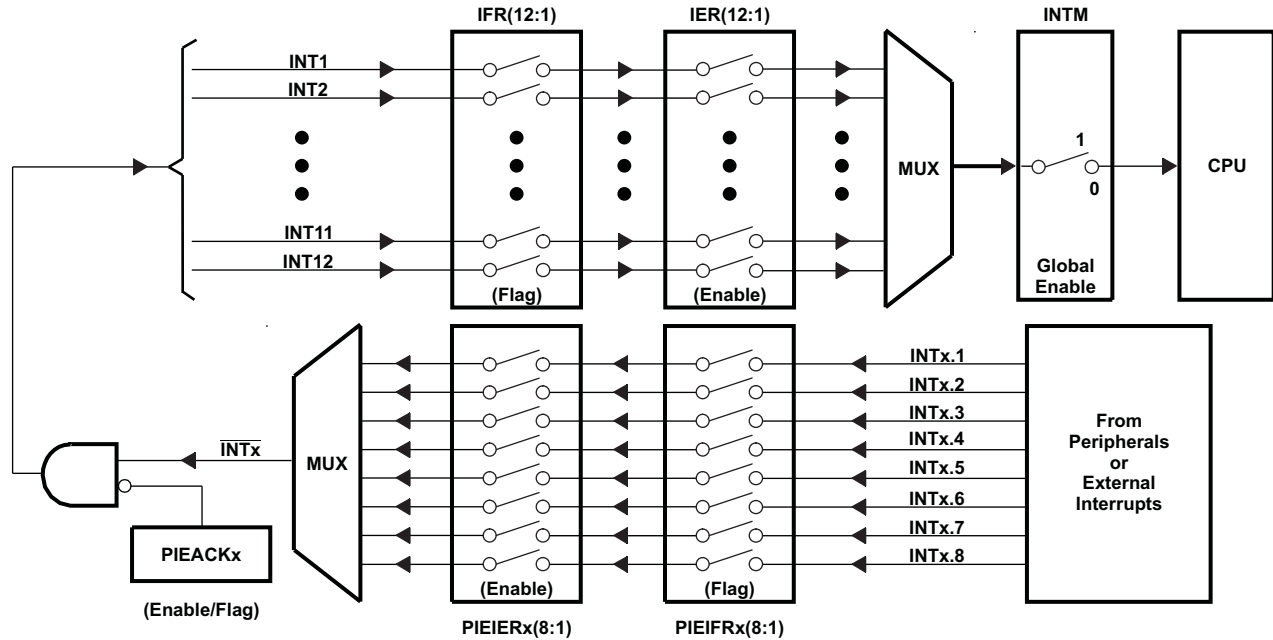 IFR(12:1)
IER(12:1)
INTM
INT1
INT2
INT11
INT12
(Flag)
(Enable)
MUX
1
0
Global
Enable
CPU
INTx
MUX
PIEACKx
(Enable/Flag)
(Enable)
(Flag)
PIEIERx(8:1)
PIEIFRx(8:1)
INTx.1
INTx.2
INTx.3
INTx.4
INTx.5
INTx.6
INTx.7
INTx.8
From
Peripherals
or
External
Interrupts